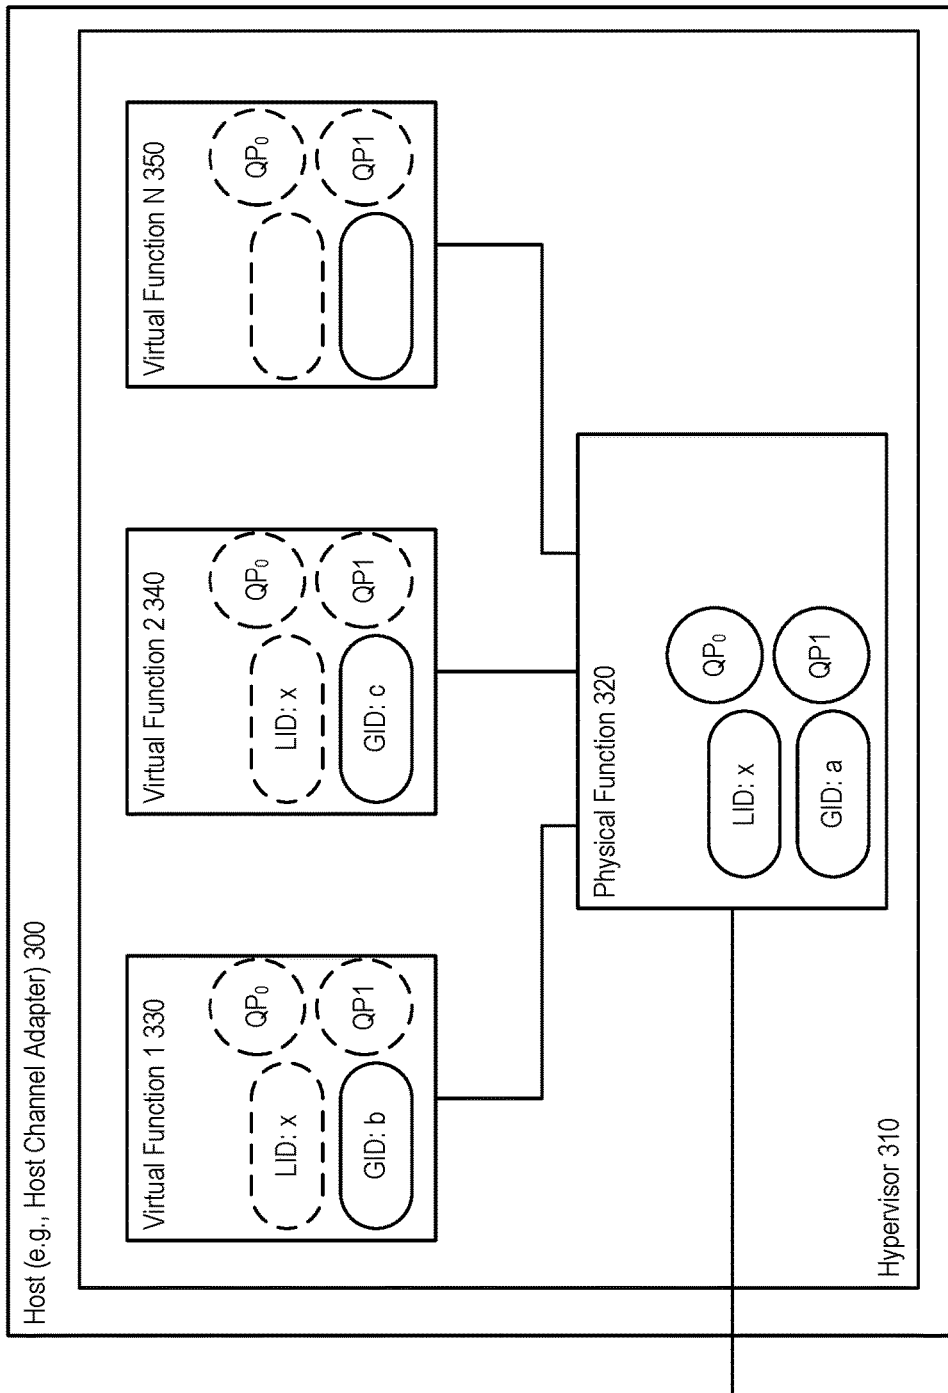 Host (e.g., Host Channel Adapter) 300
Virtual Function 1 330
LID: x
QP₀
GID: b
QP1
Virtual Function 2 340
LID: x
QP₀
GID: c
QP1
Virtual Function N 350
QP₀
QP1
Physical Function 320
LID: x
QP₀
GID: a
QP1
Hypervisor 310